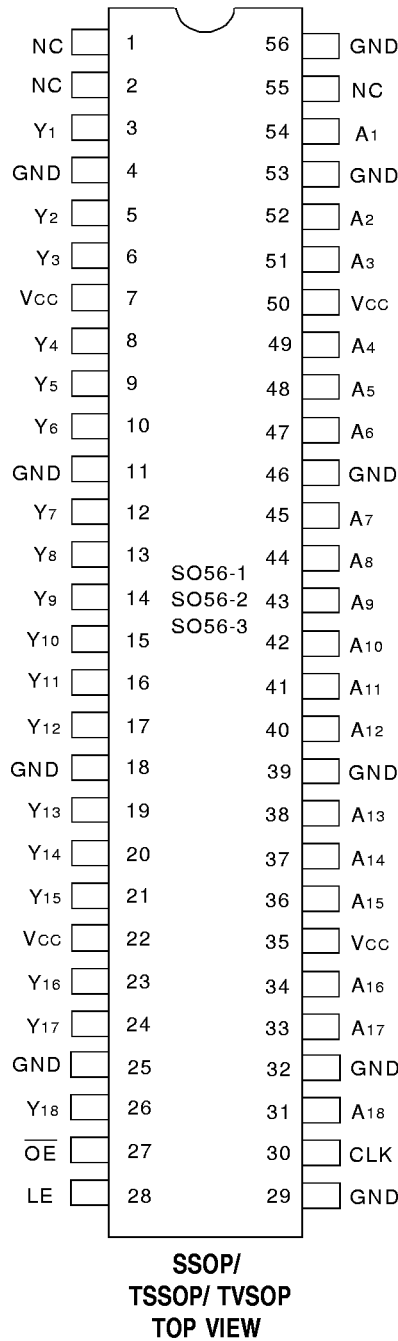 NC 1 56 GND
NC 2 55 NC
Y1 3 54 A1
GND 4 53 GND
Y2 5 52 A2
Y3 6 51 A3
VCC 7 50 VCC
Y4 8 49 A4
Y5 9 48 A5
Y6 10 47 A6
GND 11 46 GND
Y7 12 45 A7
Y8 13 44 A8
SO56-1
Y9 14 SO56-2 43 A9
SO56-3
Y10 15 42 A10
Y11 16 41 A11
Y12 17 40 A12
GND 18 39 GND
Y13 19 38 A13
Y14 20 37 A14
Y15 21 36 A15
VCC 22 35 VCC
Y16 23 34 A16
Y17 24 33 A17
GND 25 32 GND
Y18 26 31 A18
O̅E̅ 27 30 CLK
LE 28 29 GND
SSOP/
TSSOP/ TVSOP
TOP VIEW